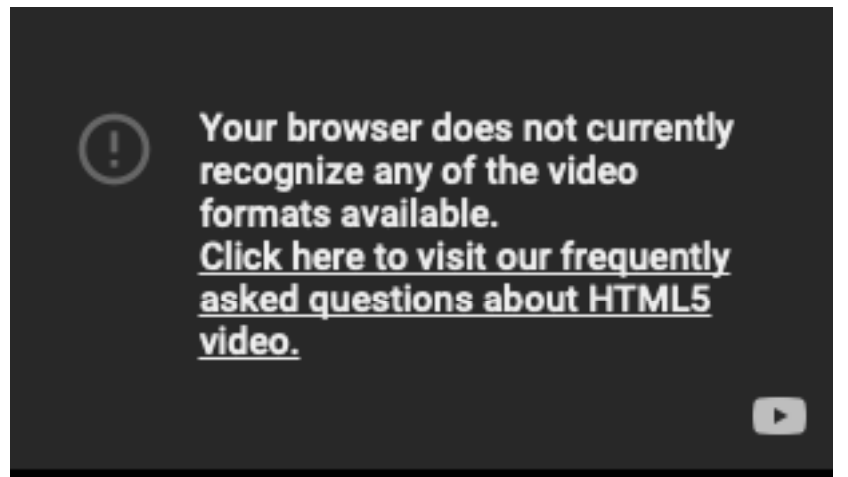 Your browser does not currently
recognize any of the video
formats available.
Click here to visit our frequently
asked questions about HTML5
video.